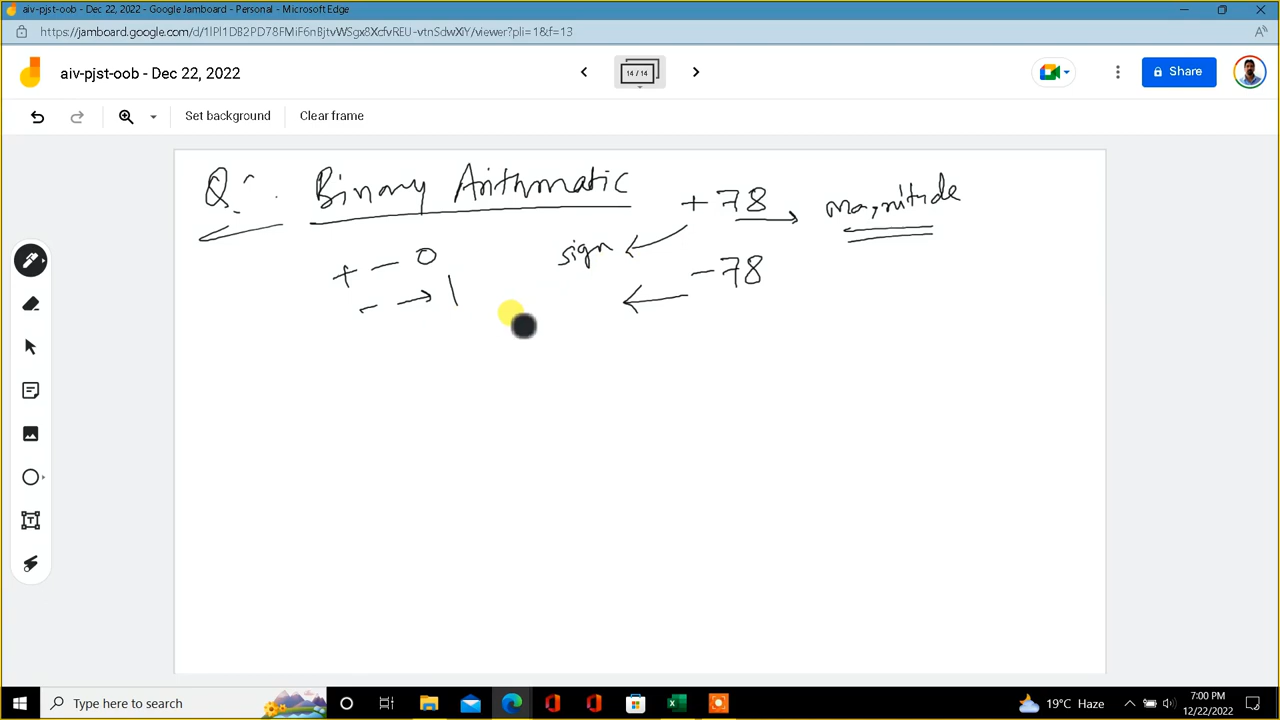 aiv-pjst-oob - Dec 22, 2022 - Google Jamboard - Personal - Microsoft Edge
https://jamboard.google.com/d/1lPl1DB2PD78FMiF6nBjtvWSgx8XcfvREU-vtnSdwXiY/viewer?pli=1&f=13
aiv-pjst-oob - Dec 22, 2022
14 / 14
Share
Set background
Clear frame
Q:
Binary Arithmatic
+78 → magnitude
sign ←
+ - 0
-78
- → 1
←
Type here to search
19°C Haze
7:00 PM
12/22/2022